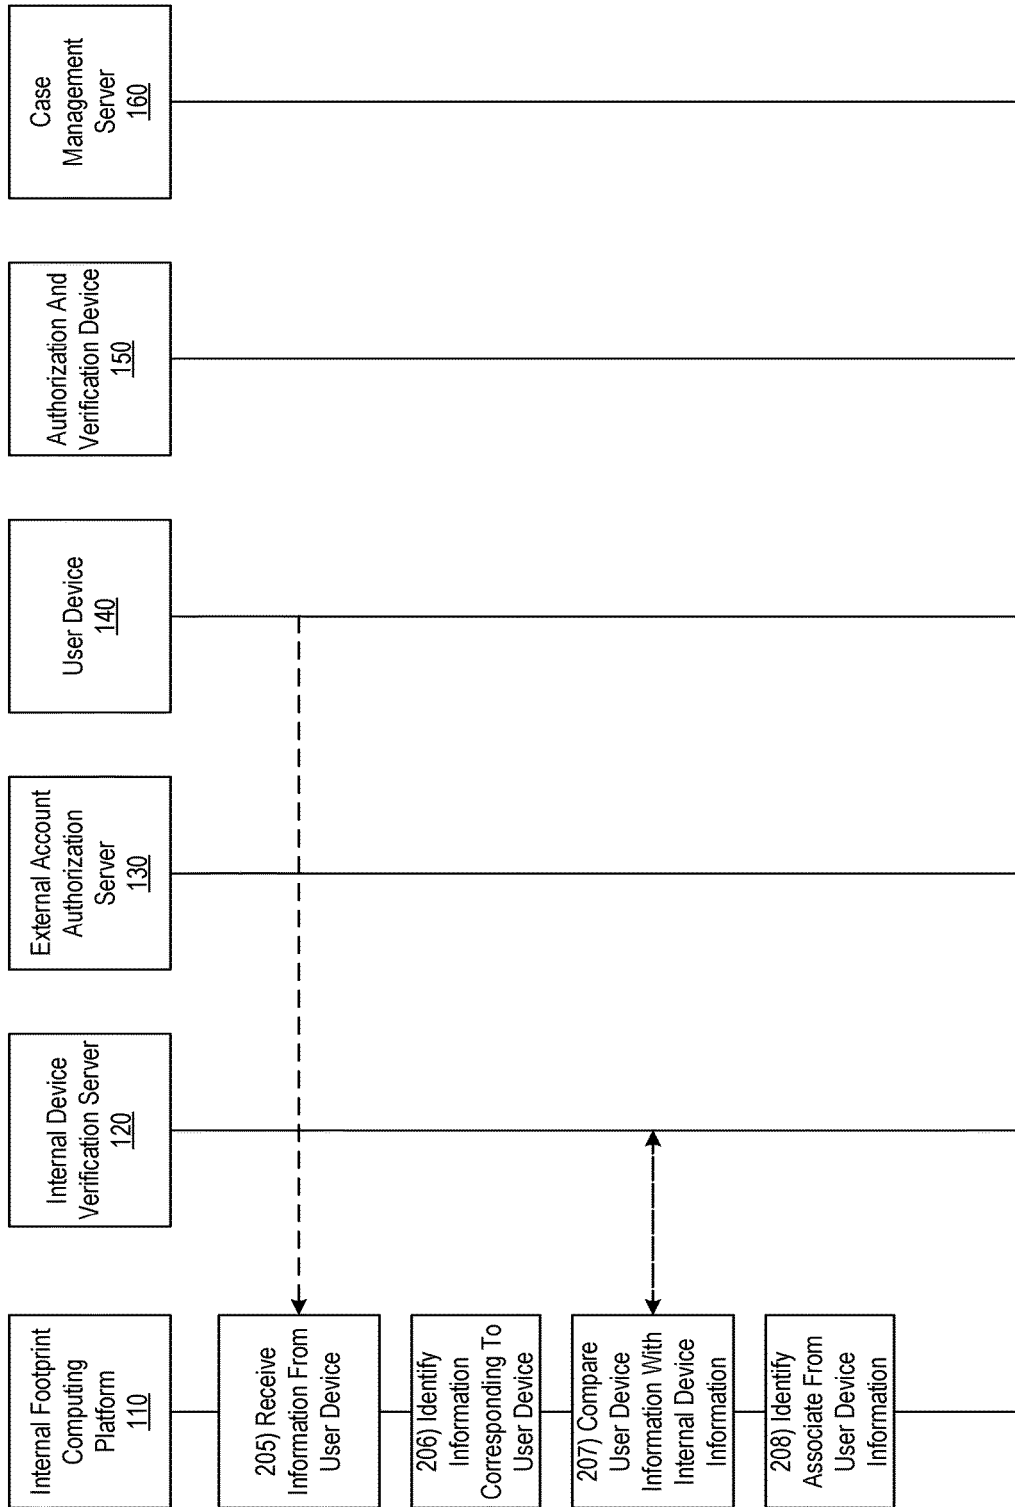 Internal Footprint
Computing
Platform
110
Internal Device
Verification Server
120
External Account
Authorization
Server
130
User Device
140
Authorization And
Verification Device
150
Case
Management
Server
160
205) Receive
Information From
User Device
206) Identify
Information
Corresponding To
User Device
207) Compare
User Device
Information With
Internal Device
Information
208) Identify
Associate From
User Device
Information